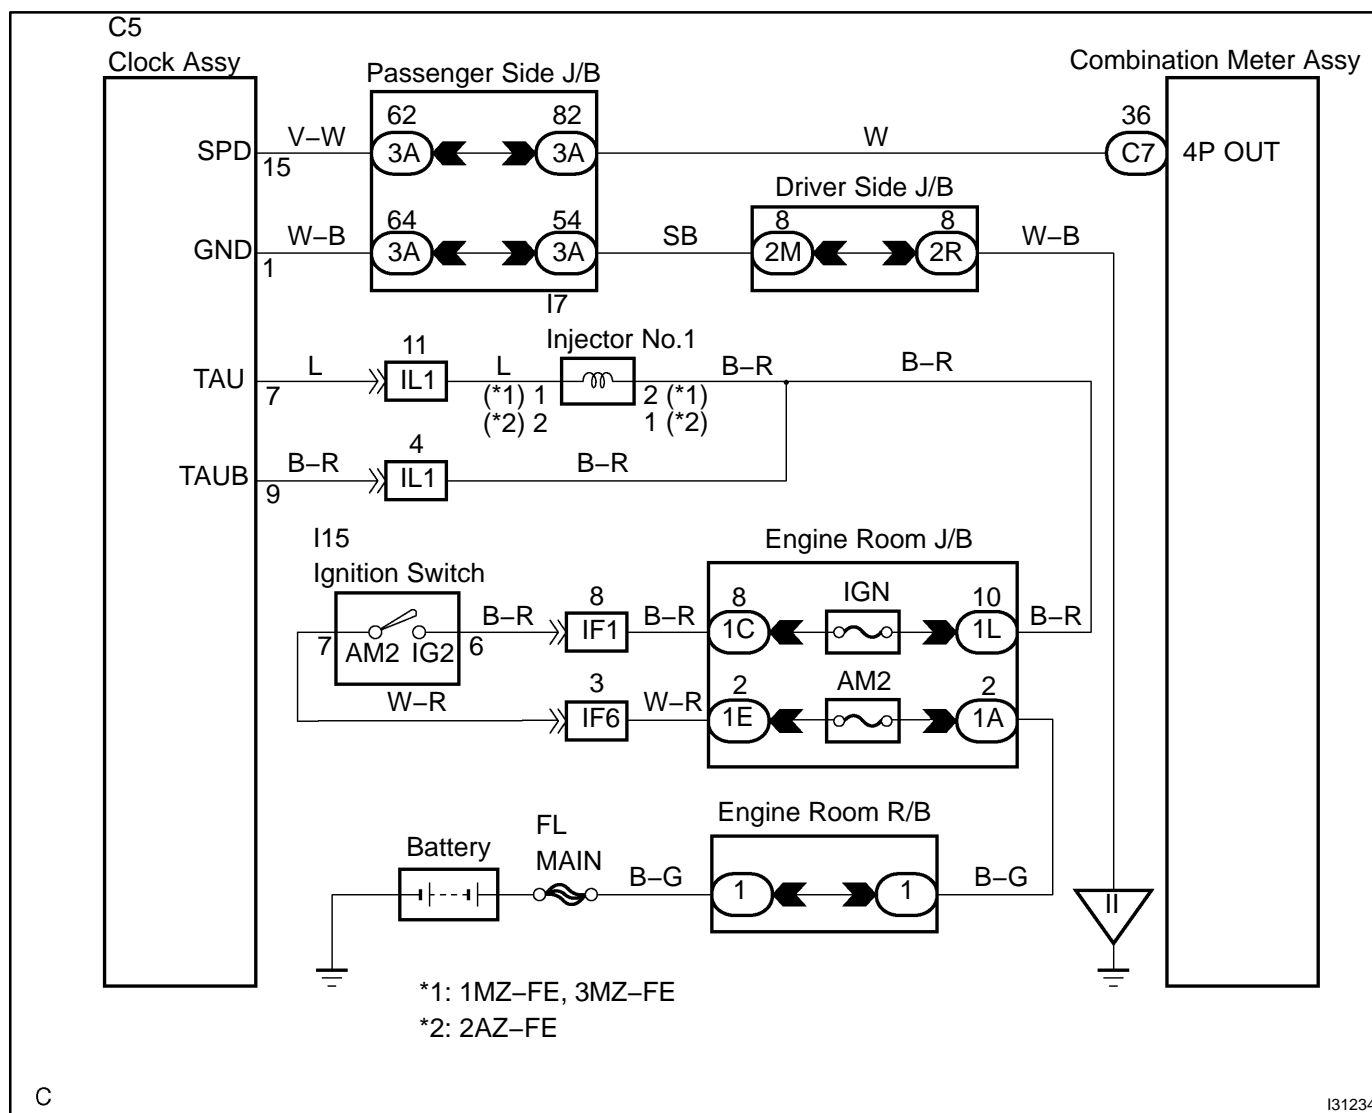 C5
Clock Assy
Passenger Side J/B
Combination Meter Assy
62
82
36
SPD
V−W
3A
3A
W
C7
4P OUT
15
Driver Side J/B
64
54
8
8
GND
W−B
3A
3A
SB
2M
2R
W−B
1
I7
Injector No.1
11
TAU
L
IL1
L
B−R
B−R
7
(*1) 1
2 (*1)
(*2) 2
1 (*2)
4
TAUB
B−R
IL1
B−R
9
I15
Ignition Switch
Engine Room J/B
8
8
IGN
10
B−R
IF1
B−R
1C
1L
B−R
7
AM2
IG2
6
3
2
AM2
2
W−R
IF6
W−R
1E
1A
Engine Room R/B
Battery
FL
MAIN
B−G
1
1
B−G
II
*1: 1MZ−FE, 3MZ−FE
*2: 2AZ−FE
C
I31234